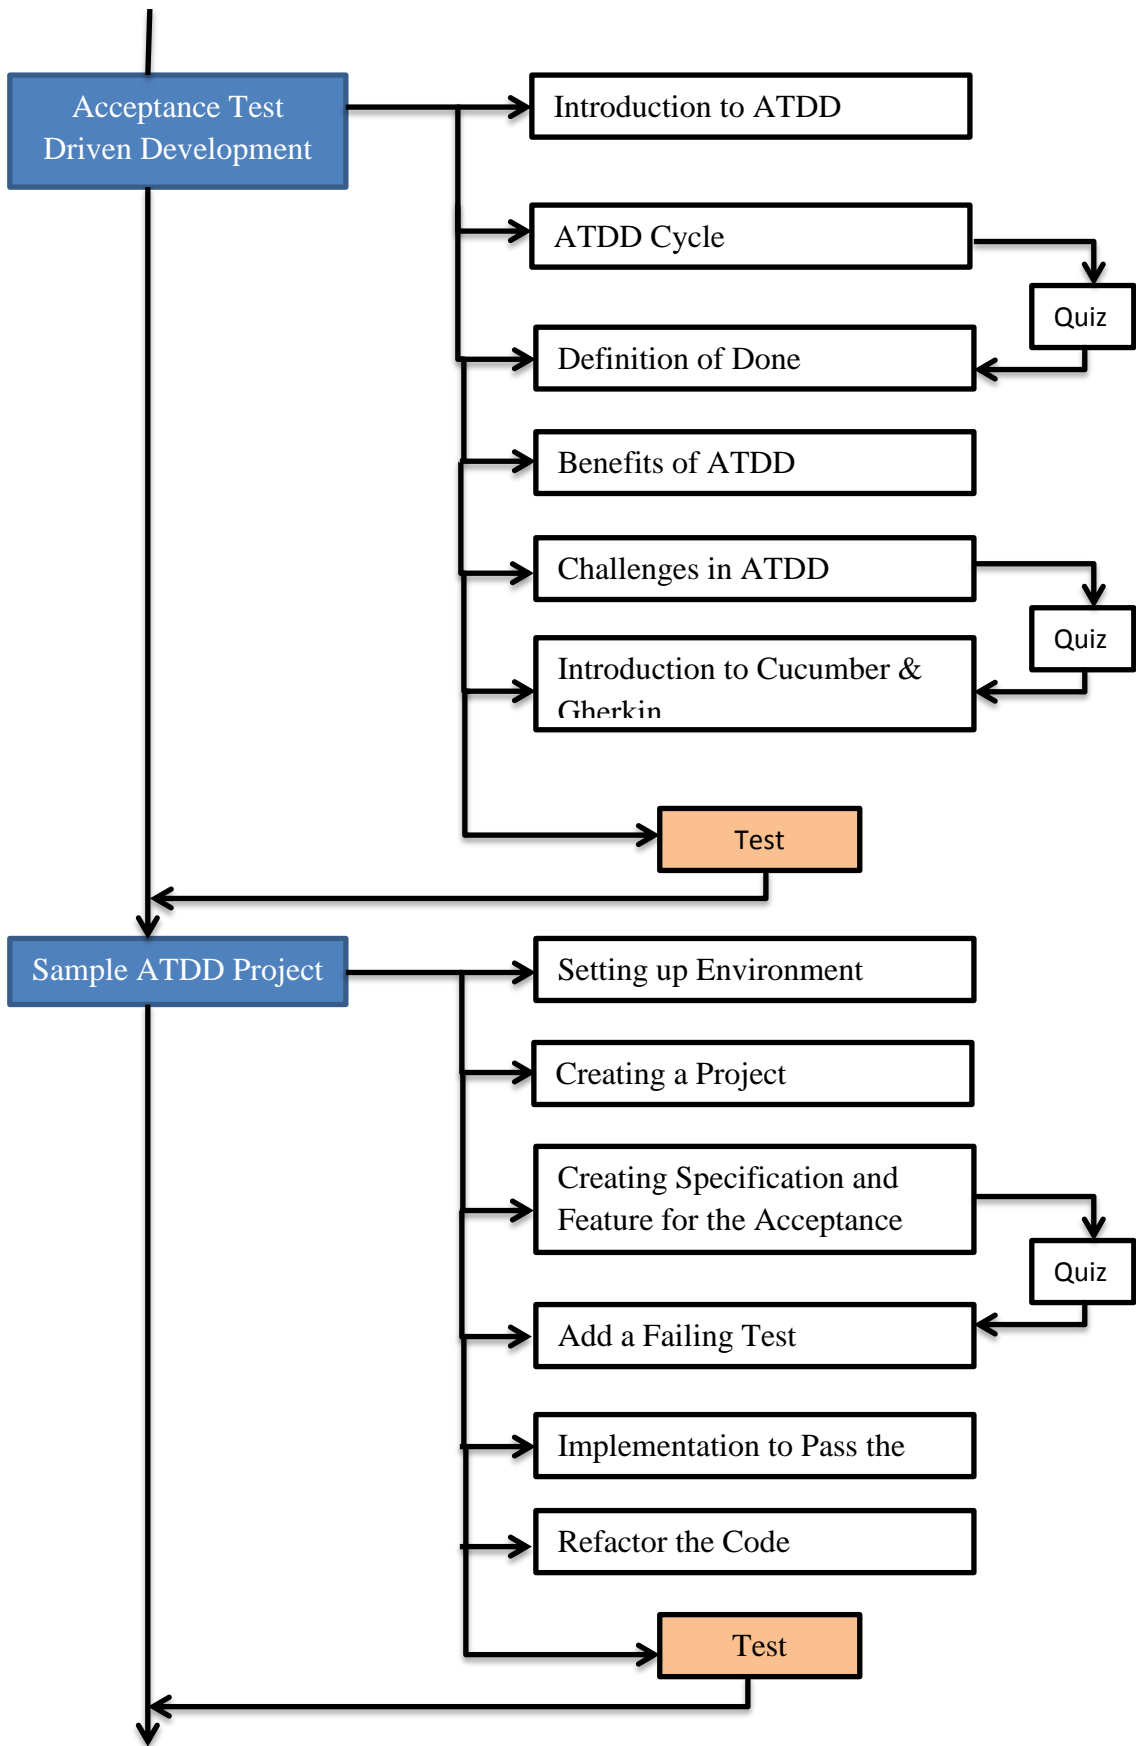 Acceptance Test
Driven Development
Introduction to ATDD
ATDD Cycle
Quiz
Definition of Done
Benefits of ATDD
Challenges in ATDD
Quiz
Introduction to Cucumber &
Gherkin
Test
Sample ATDD Project
Setting up Environment
Creating a Project
Creating Specification and
Feature for the Acceptance
Quiz
Add a Failing Test
Implementation to Pass the
Refactor the Code
Test